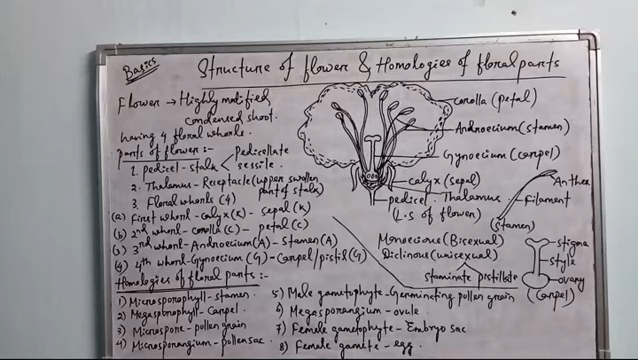 Basics
Structure of flower & Homologies of floral parts
Flower → Highly modified
condensed shoot.
having 4 floral whorls.
parts of flower :-
1. Pedicel - stalk < Pedicellate
sessile.
2. Thalamus - Receptacle (upper swollen
part of stalk)
3. Floral whorls (4)
(a) First whorl - calyx (K) - sepal (K)
(b) 2nd whorl - corolla (C) - petal (C)
3rd whorl - Androecium (A) - Stamen (A)
4th whorl - Gynoecium (G) - Carpel/pistil (G)
corolla (petal)
Androecium (stamen)
Gynoecium (carpel)
calyx (sepal)
pedicel
Thalamus
(L.S of flower)
Anther
Filament
(stamen)
Monoecious (Bisexual)
Diclinous (unisexual)
Staminate pistillate
stigma
style
ovary
(carpel)
Homologies of floral parts :-
1) Microsporophyll - stamen.
2) Megasporophyll - Carpel.
3) Microspore - pollen grain
4) Microsporangium - pollen sac
5) Male gametophyte - Germinating pollen grain
6) Megasporangium - ovule
7) Female gametophyte - Embryo sac
8) Female gamete - egg.